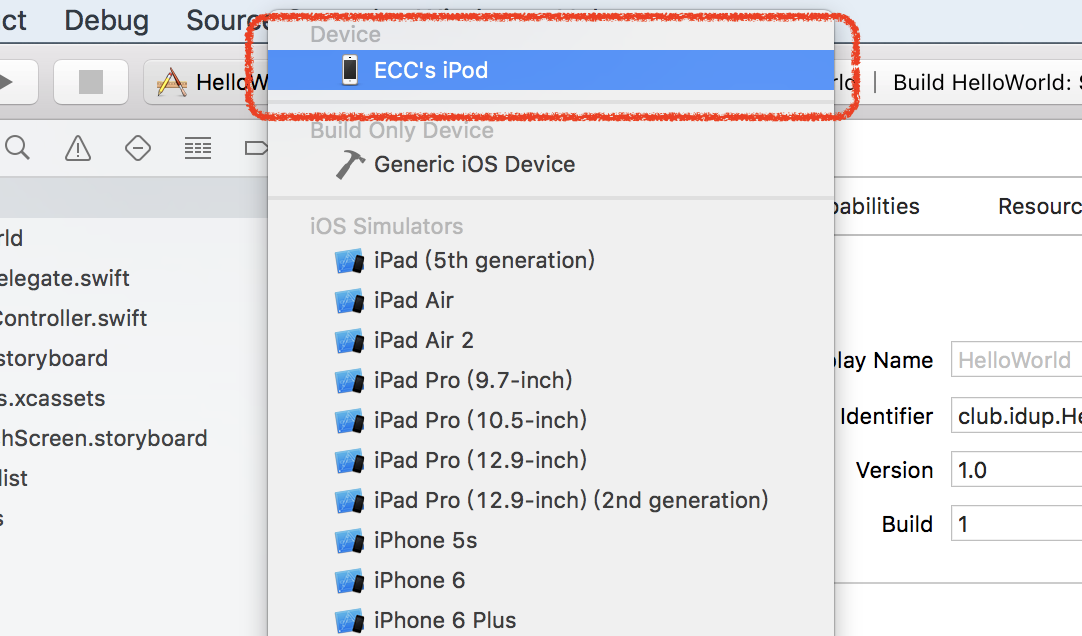 ct Debug Source
Device
ECC's iPod
HelloW
rld | Build HelloWorld: S
Build Only Device
Generic iOS Device
pabilities Resourc
iOS Simulators
rld
iPad (5th generation)
elegate.swift
iPad Air
Controller.swift
iPad Air 2
storyboard
play Name HelloWorld
iPad Pro (9.7-inch)
s.xcassets
Identifier club.idup.He
iPad Pro (10.5-inch)
hScreen.storyboard
iPad Pro (12.9-inch)
Version 1.0
list
iPad Pro (12.9-inch) (2nd generation)
s
Build 1
iPhone 5s
iPhone 6
iPhone 6 Plus